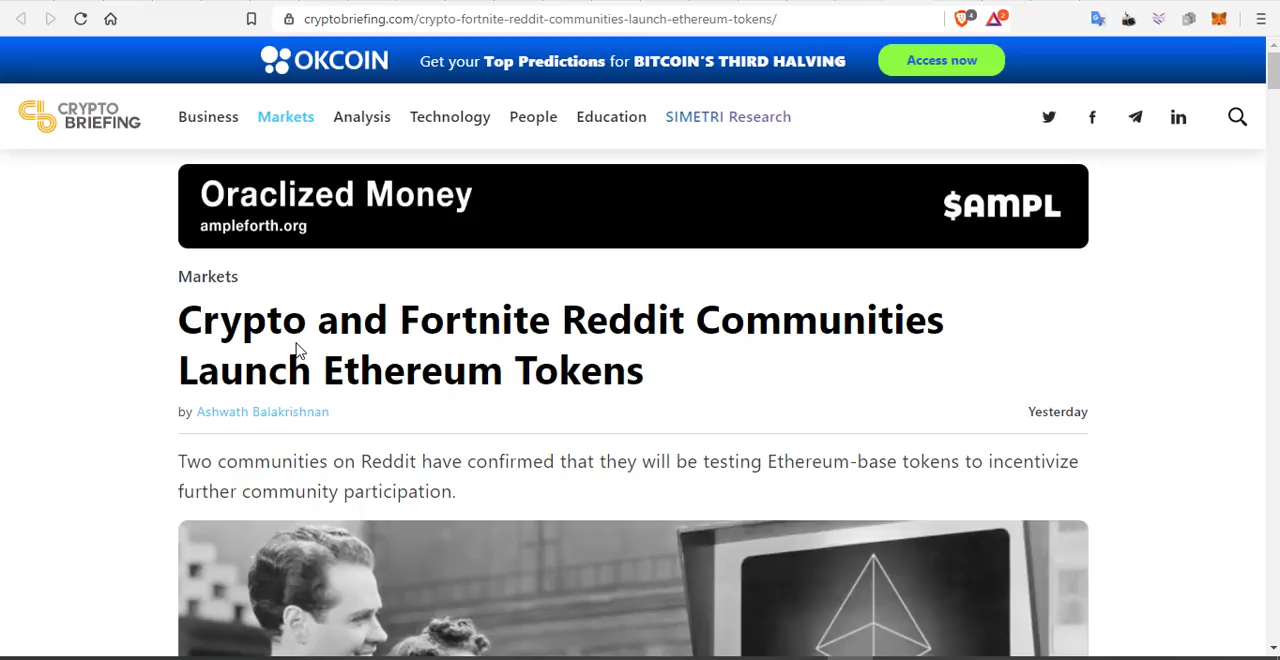 cryptobriefing.com/crypto-fortnite-reddit-communities-launch-ethereum-tokens/
4
2
OKCOIN Get your Top Predictions for BITCOIN'S THIRD HALVING Access now
CRYPTO BRIEFING
Business Markets Analysis Technology People Education SIMETRI Research
Oraclized Money
ampleforth.org
$AMPL
Markets
Crypto and Fortnite Reddit Communities
Launch Ethereum Tokens
by Ashwath Balakrishnan Yesterday
Two communities on Reddit have confirmed that they will be testing Ethereum-base tokens to incentivize
further community participation.